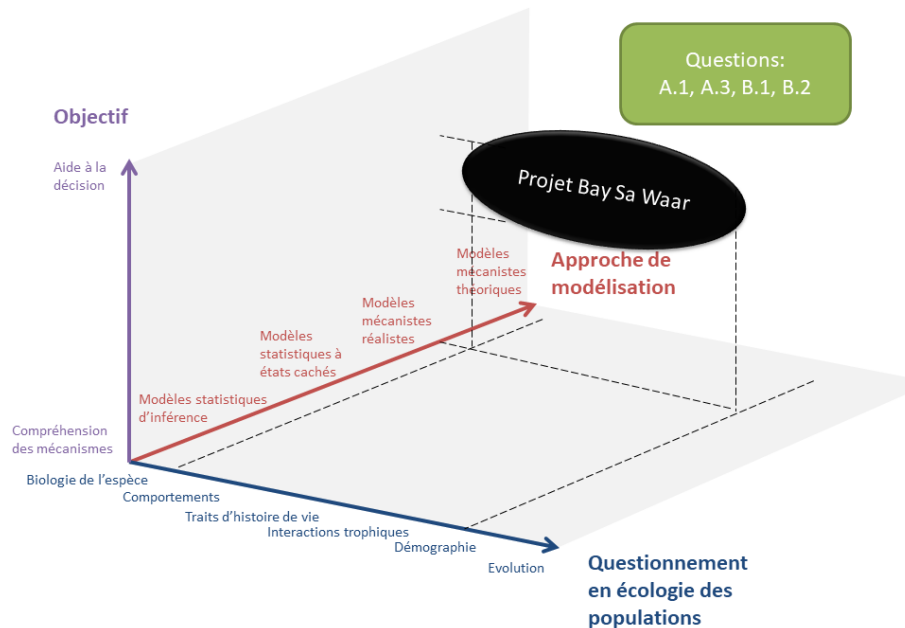 Questions:
A.1, A.3, B.1, B.2
Objectif
Aide à la
décision
Projet Bay Sa Waar
Modèles
mécanistes
théoriques
Approche de
modélisation
Modèles
mécanistes
réalistes
Modèles
statistiques à
états cachés
Modèles statistiques
d'inférence
Compréhension
des mécanismes
Biologie de l'espèce
Comportements
Traits d'histoire de vie
Interactions trophiques
Démographie
Evolution
Questionnement
en écologie des
populations